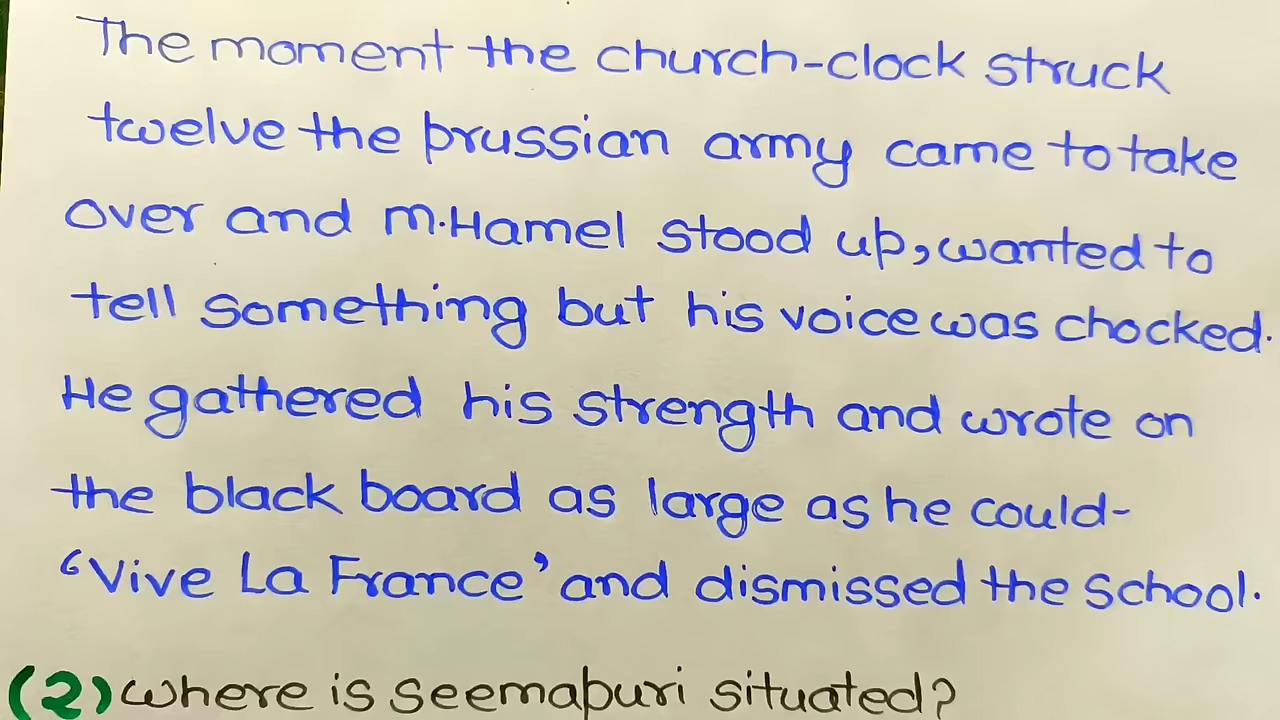 The moment the church-clock struck
twelve the prussian army came to take
over and M.Hamel stood up, wanted to
tell something but his voice was chocked.
He gathered his strength and wrote on
the black board as large as he could-
'Vive La France' and dismissed the school.
(2) where is seemapuri situated?